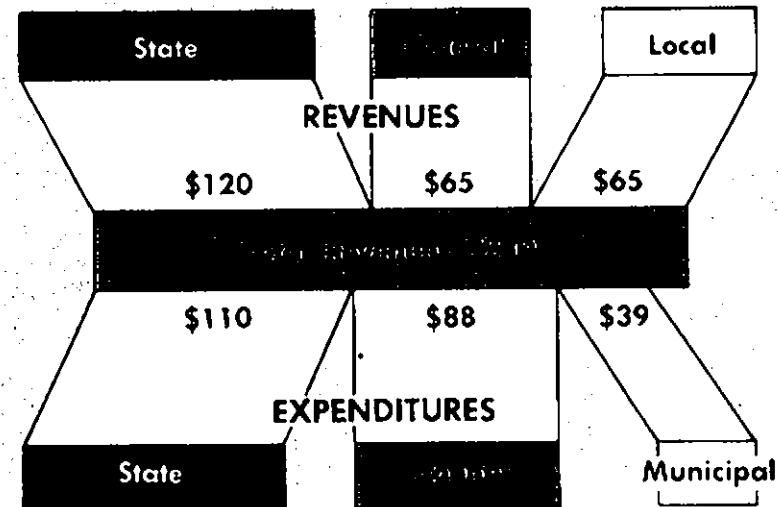 State Local
REVENUES
$120 $65 $65
$110 $88 $39
EXPENDITURES
State Municipal